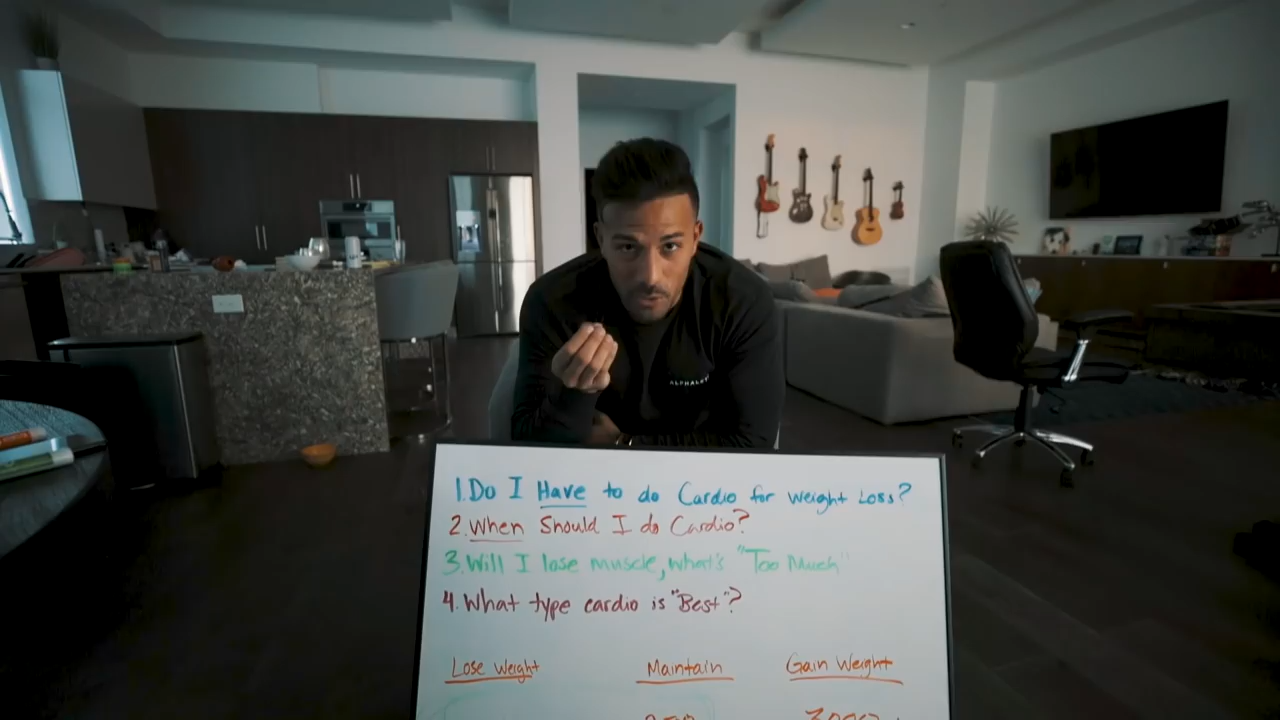 ALPHALE
1. Do I Have to do Cardio for weight Loss?
2. When Should I do Cardio?
3. Will I lose muscle, what's "Too Much"
4. What type cardio is "Best"?
Lose Weight Maintain Gain Weight